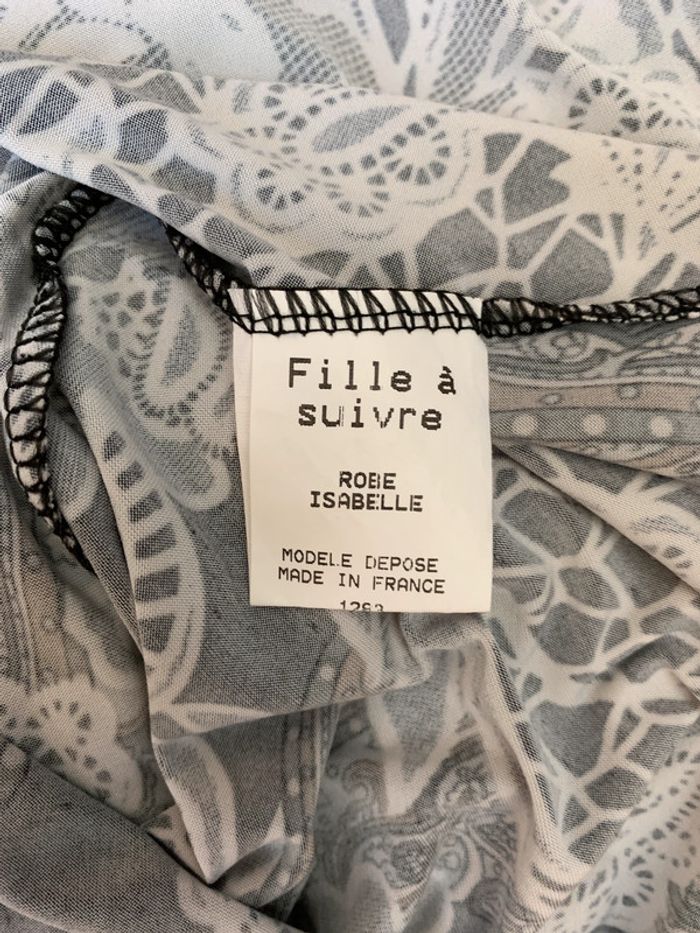 Fille à
suivre
ROBE
ISABELLE
MODELE DEPOSE
MADE IN FRANCE